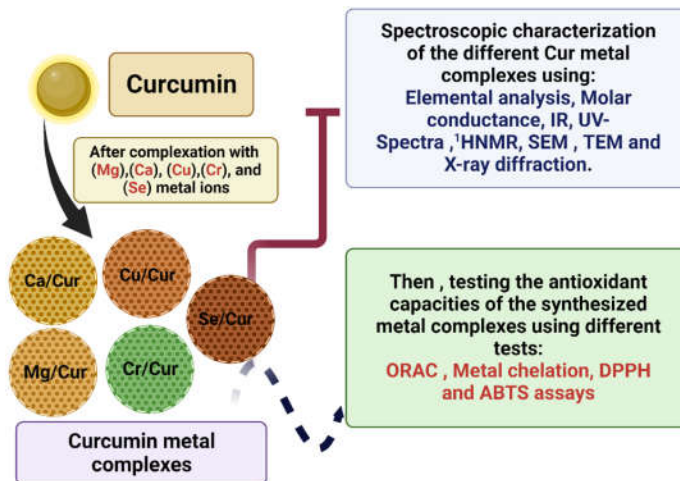 Curcumin
After complexation with
(Mg),(Ca), (Cu),(Cr), and
(Se) metal ions
Ca/Cur
Cu/Cur
Se/Cur
Mg/Cur
Cr/Cur
Curcumin metal
complexes
Spectroscopic characterization
of the different Cur metal
complexes using:
Elemental analysis, Molar
conductance, IR, UV-
Spectra ,¹HNMR, SEM , TEM and
X-ray diffraction.
Then , testing the antioxidant
capacities of the synthesized
metal complexes using different
tests:
ORAC , Metal chelation, DPPH
and ABTS assays